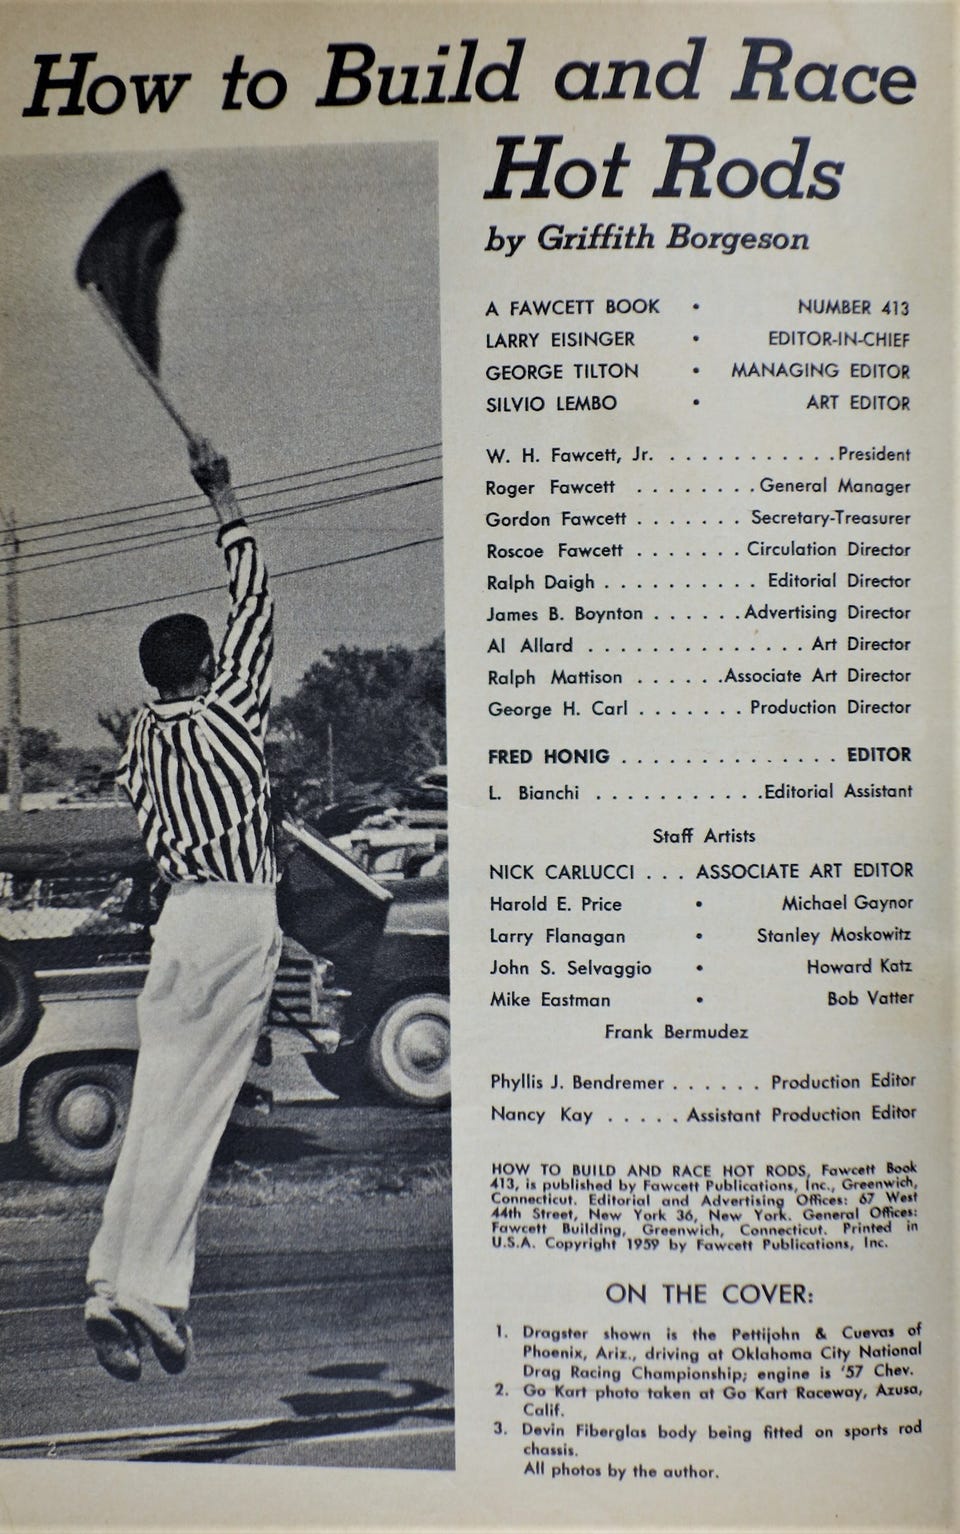 How to Build and Race
Hot Rods
by Griffith Borgeson
A FAWCETT BOOK • NUMBER 413
LARRY EISINGER • EDITOR-IN-CHIEF
GEORGE TILTON • MANAGING EDITOR
SILVIO LEMBO • ART EDITOR
W. H. Fawcett, Jr. . . . . . . . . . . . President
Roger Fawcett . . . . . . . . General Manager
Gordon Fawcett . . . . . . . Secretary-Treasurer
Roscoe Fawcett . . . . . . . Circulation Director
Ralph Daigh . . . . . . . . . . Editorial Director
James B. Boynton . . . . . . Advertising Director
Al Allard . . . . . . . . . . . . . . Art Director
Ralph Mattison . . . . . . Associate Art Director
George H. Carl . . . . . . . Production Director
FRED HONIG . . . . . . . . . . . . . . EDITOR
L. Bianchi . . . . . . . . . . . Editorial Assistant
Staff Artists
NICK CARLUCCI . . . ASSOCIATE ART EDITOR
Harold E. Price • Michael Gaynor
Larry Flanagan • Stanley Moskowitz
John S. Selvaggio • Howard Katz
Mike Eastman • Bob Vatter
Frank Bermudez
Phyllis J. Bendremer . . . . . . Production Editor
Nancy Kay . . . . . Assistant Production Editor
HOW TO BUILD AND RACE HOT RODS, Fawcett Book
413, is published by Fawcett Publications, Inc., Greenwich,
Connecticut. Editorial and Advertising Offices: 67 West
44th Street, New York 36, New York. General Offices:
Fawcett Building, Greenwich, Connecticut. Printed in
U.S.A. Copyright 1959 by Fawcett Publications, Inc.
ON THE COVER:
1. Dragster shown is the Pettijohn & Cuevas of
Phoenix, Ariz., driving at Oklahoma City National
Drag Racing Championship; engine is '57 Chev.
2. Go Kart photo taken at Go Kart Raceway, Azusa,
Calif.
3. Devin Fiberglas body being fitted on sports rod
chassis.
All photos by the author.
2